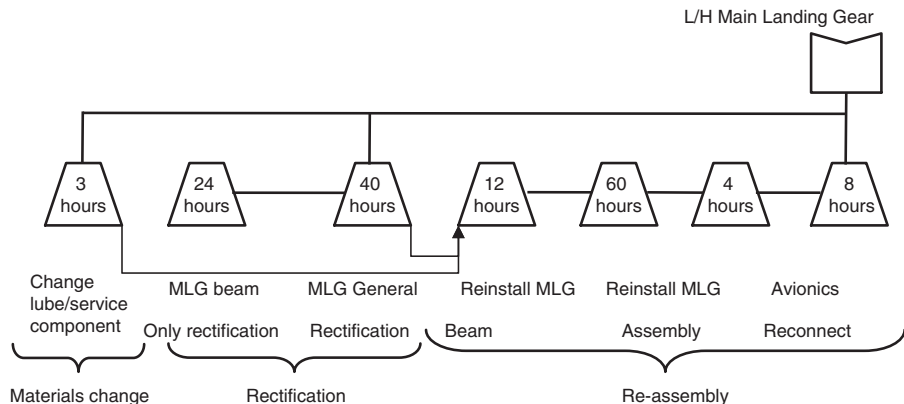 L/H Main Landing Gear
3
hours
24
hours
40
hours
12
hours
60
hours
4
hours
8
hours
Change
lube/service
component
MLG beam
Only rectification
MLG General
Rectification
Reinstall MLG
Beam
Reinstall MLG
Assembly
Avionics
Reconnect
Materials change
Rectification
Re-assembly